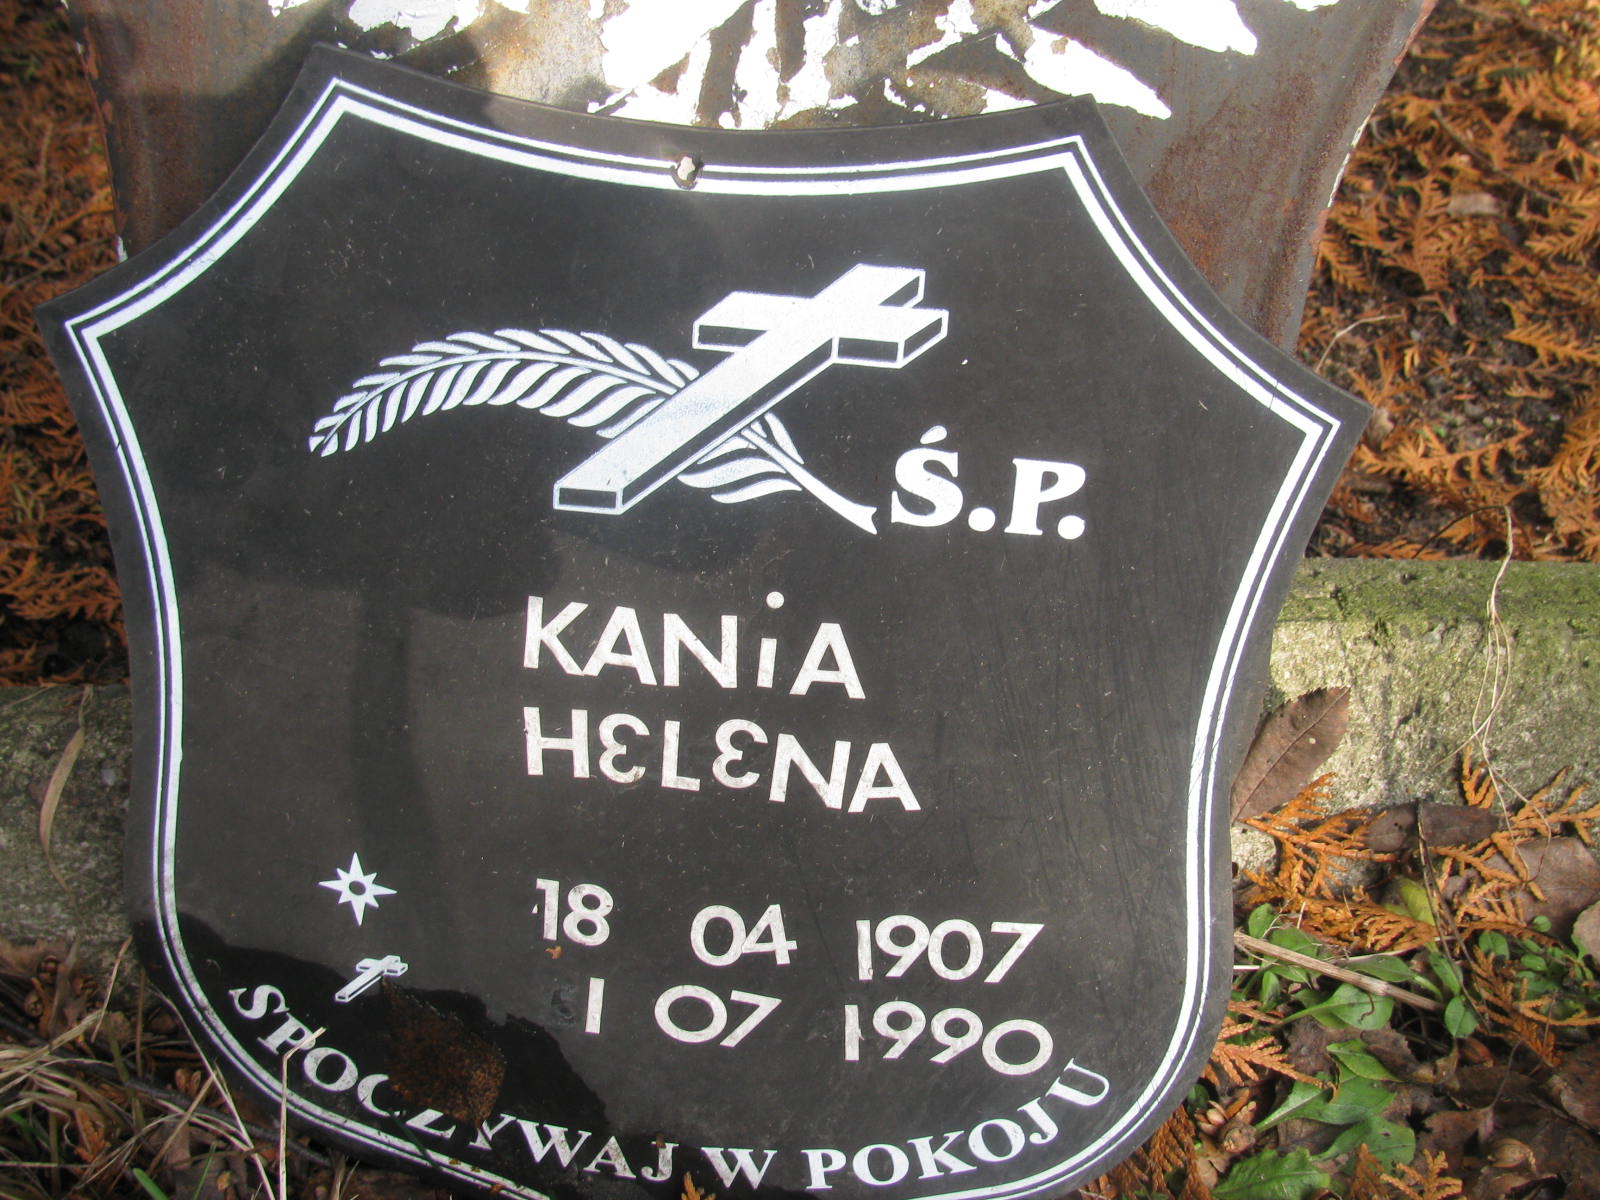 Ś.P.
KANiA
HELENA
18 04 1907
1 07 1990
SPOCZYWAJ W POKOJU